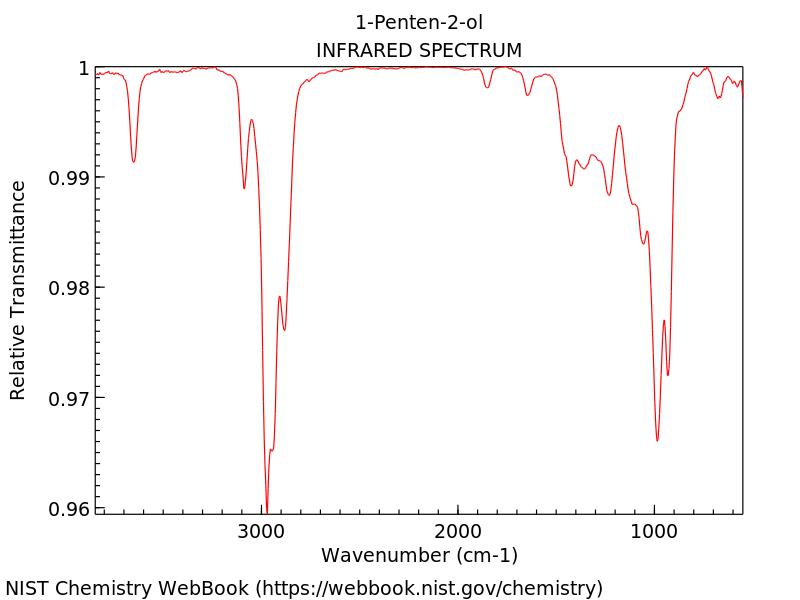 1-Penten-2-ol
INFRARED SPECTRUM
1
0.99
0.98
0.97
0.96
Relative Transmittance
3000
2000
1000
Wavenumber (cm-1)
NIST Chemistry WebBook (https://webbook.nist.gov/chemistry)